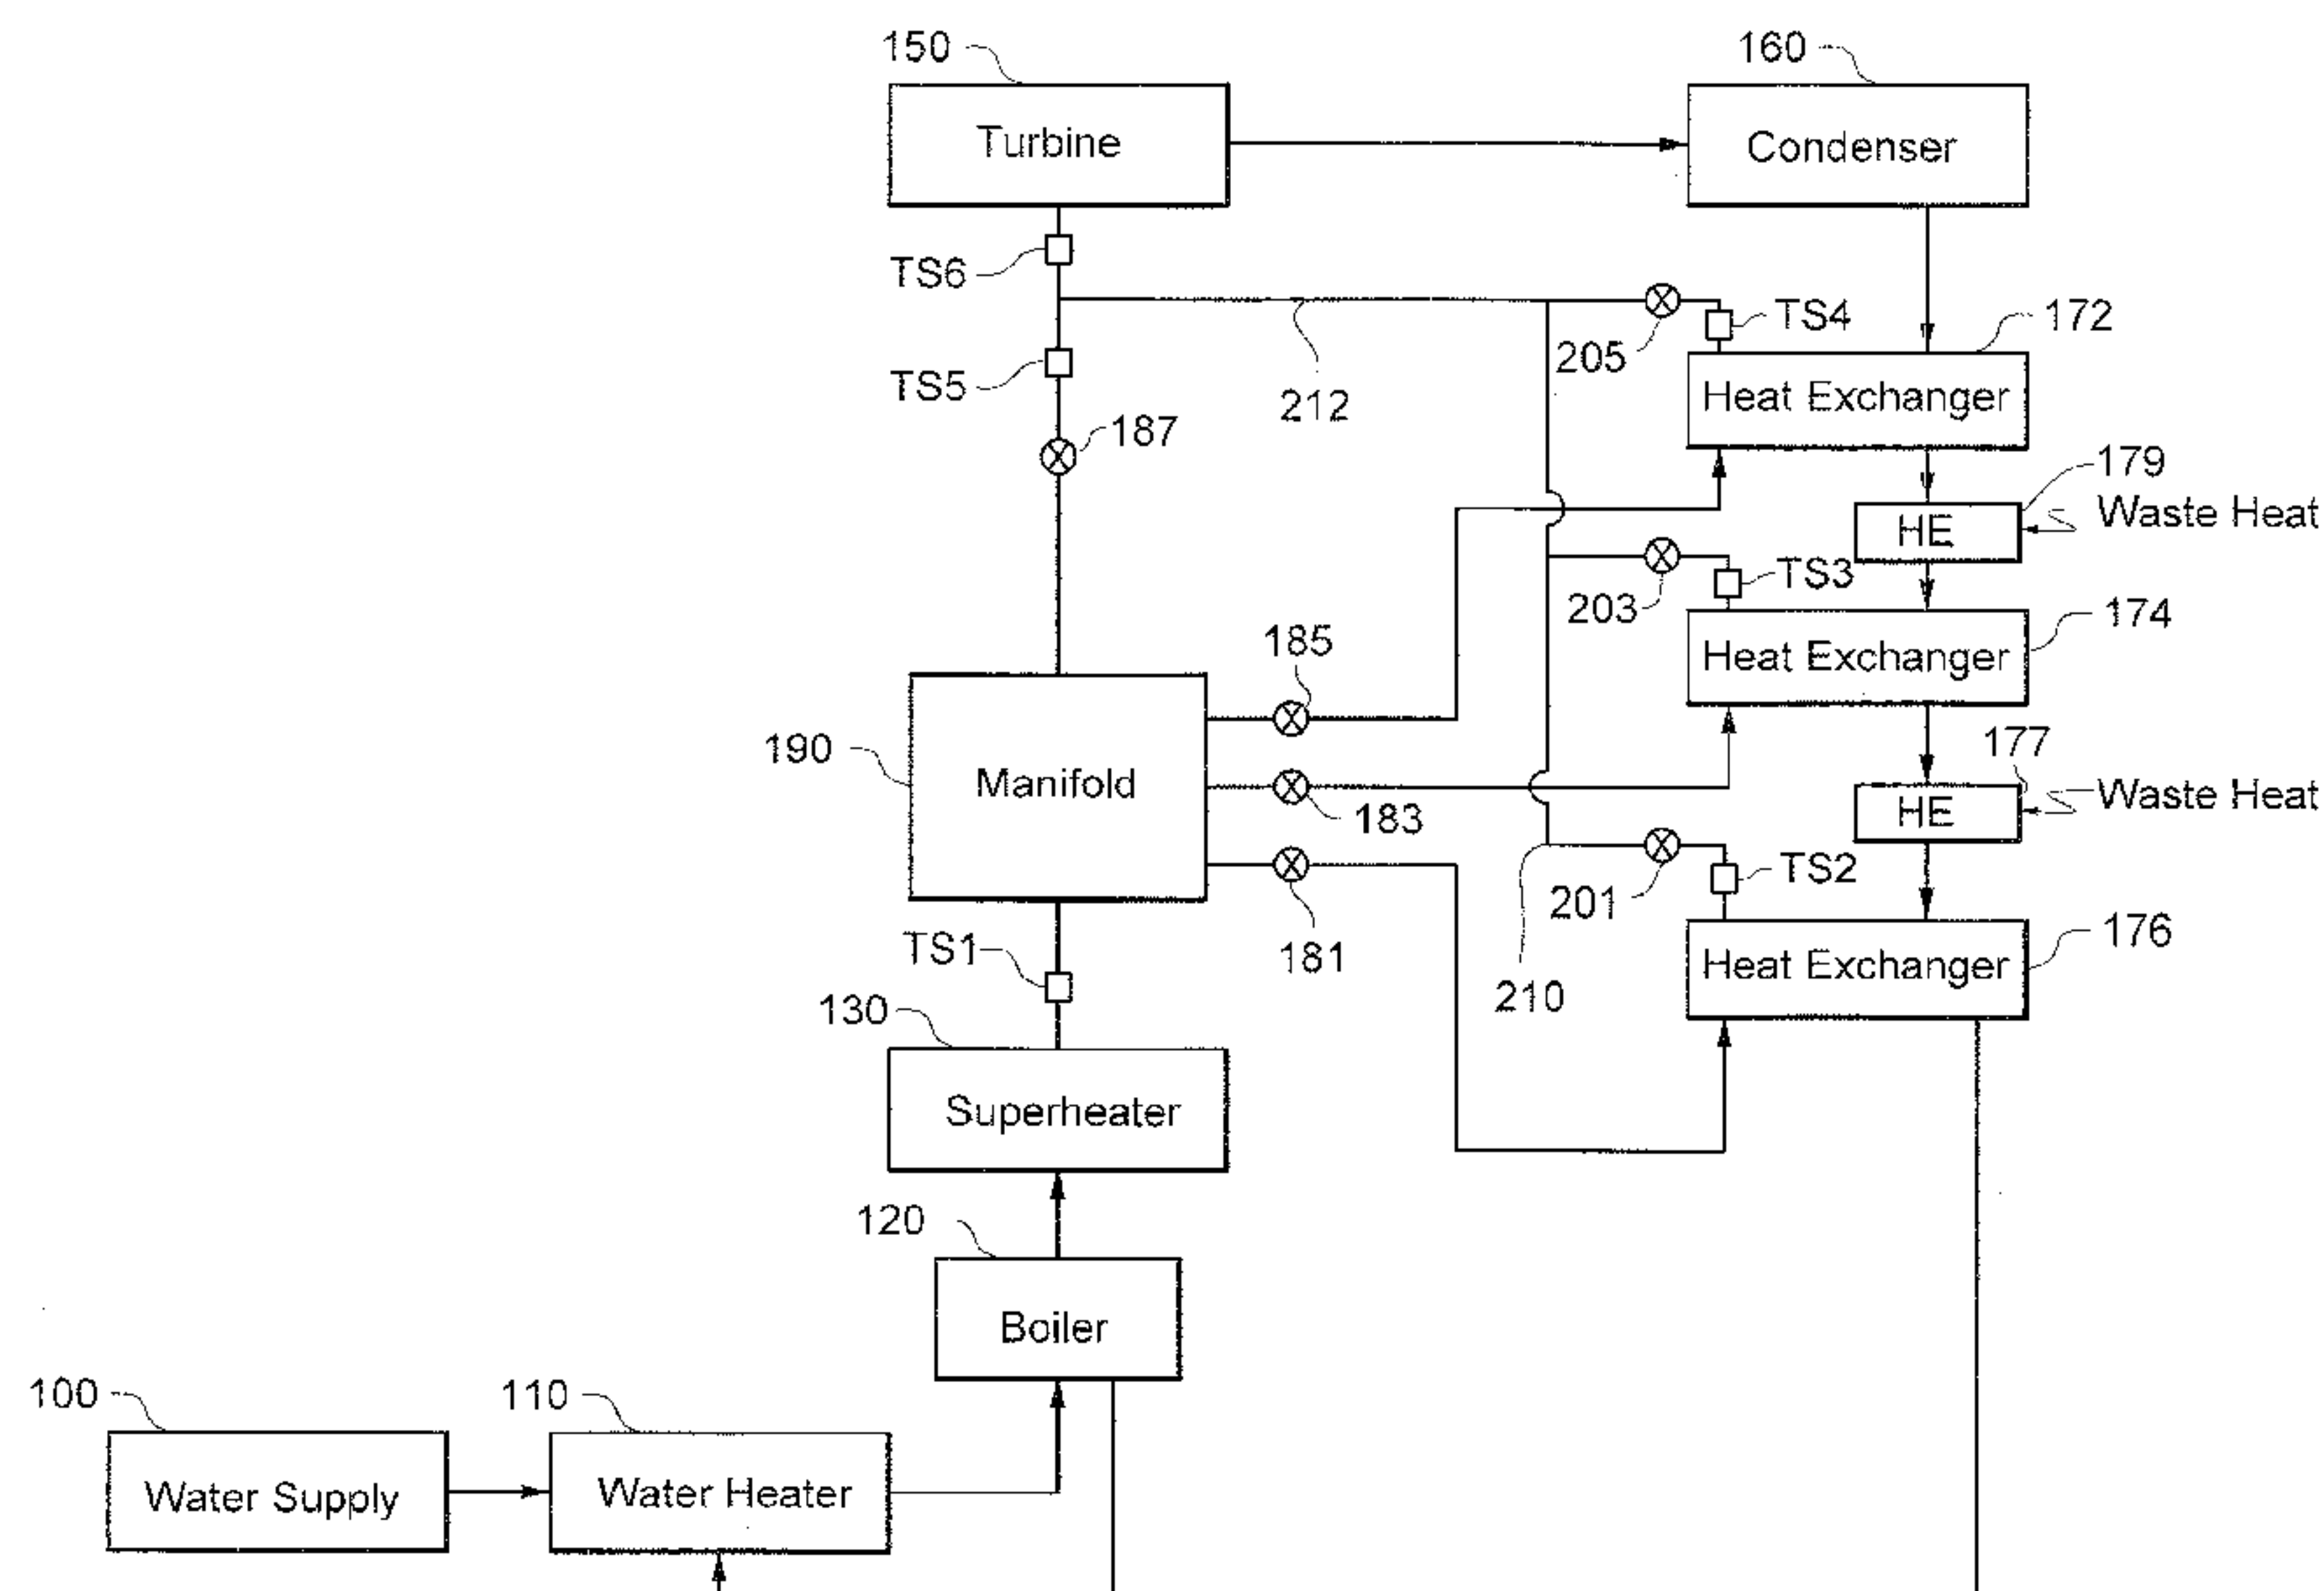 150
160
Turbine
Condenser
TS6
TS4
172
205
TS5
212
Heat Exchanger
187
179
Waste Heat
HE
TS3
203
174
185
Heat Exchanger
190
177
Manifold
Waste Heat
183
HE
TS2
201
181
176
TS1
Heat Exchanger
210
130
Superheater
120
Boiler
100
110
Water Supply
Water Heater